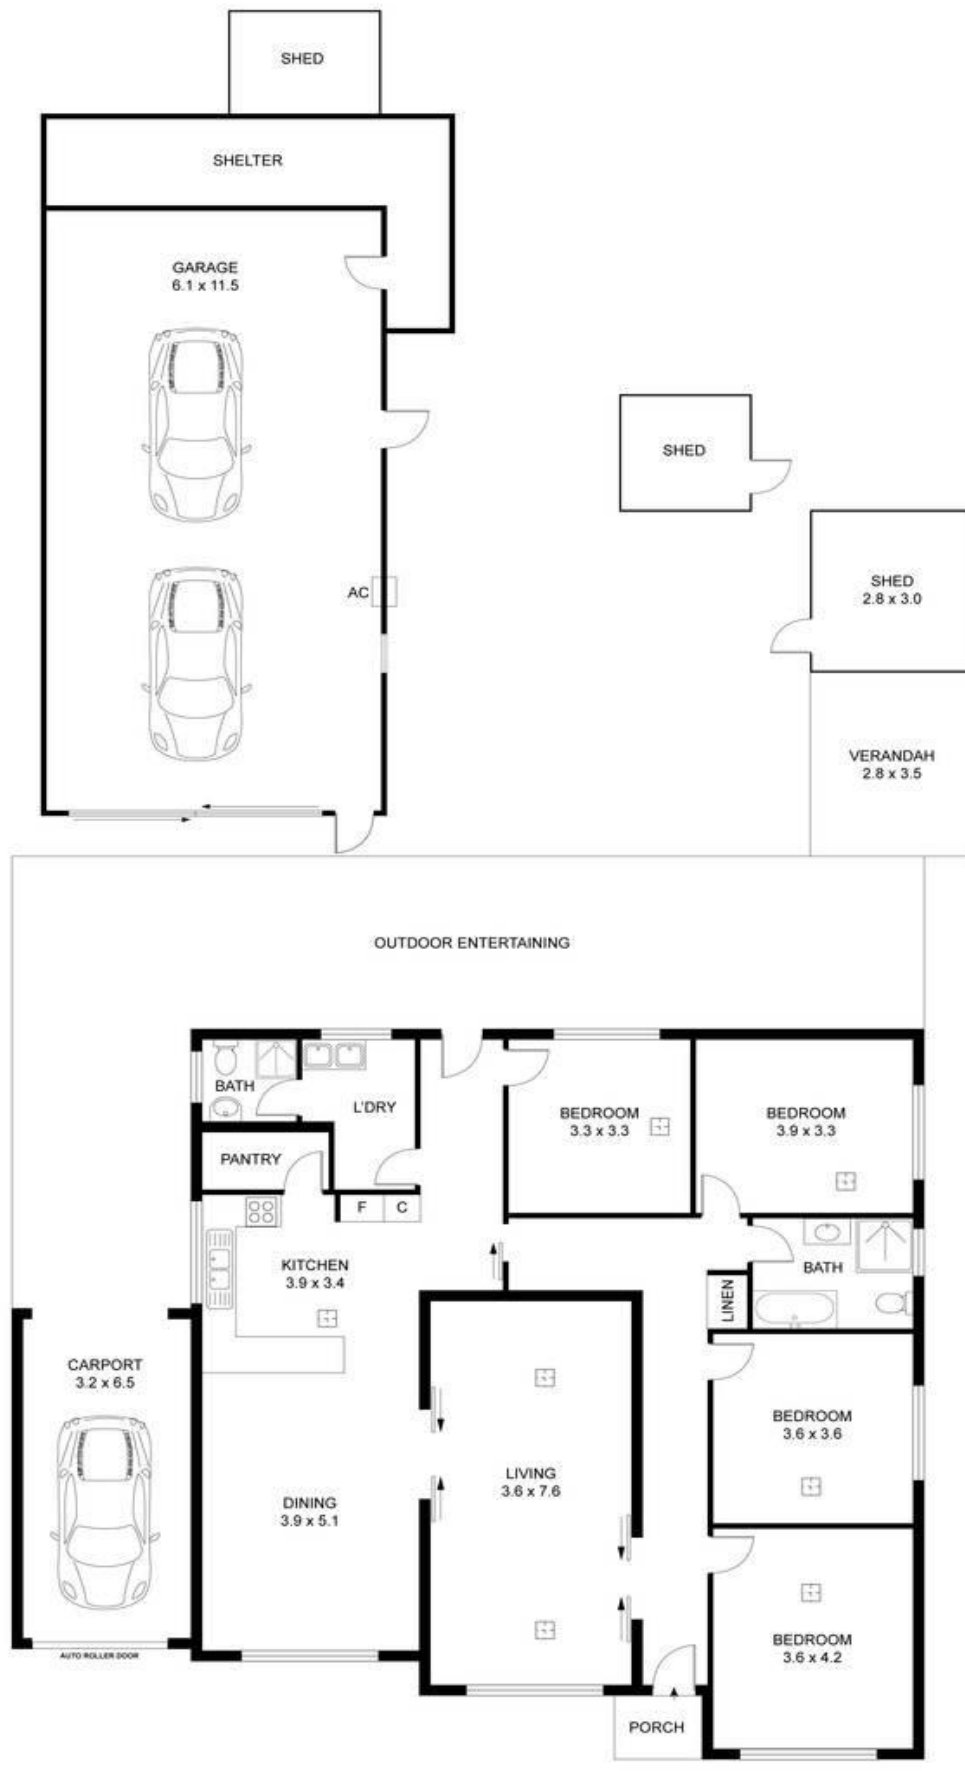 SHED
SHELTER
GARAGE
6.1 x 11.5
SHED
AC
SHED
2.8 x 3.0
VERANDAH
2.8 x 3.5
OUTDOOR ENTERTAINING
BATH
L'DRY
BEDROOM
3.3 x 3.3
BEDROOM
3.9 x 3.3
PANTRY
F
C
KITCHEN
3.9 x 3.4
BATH
LINEN
CARPORT
3.2 x 6.5
BEDROOM
3.6 x 3.6
LIVING
3.6 x 7.6
DINING
3.9 x 5.1
BEDROOM
3.6 x 4.2
AUTO ROLLER DOOR
PORCH